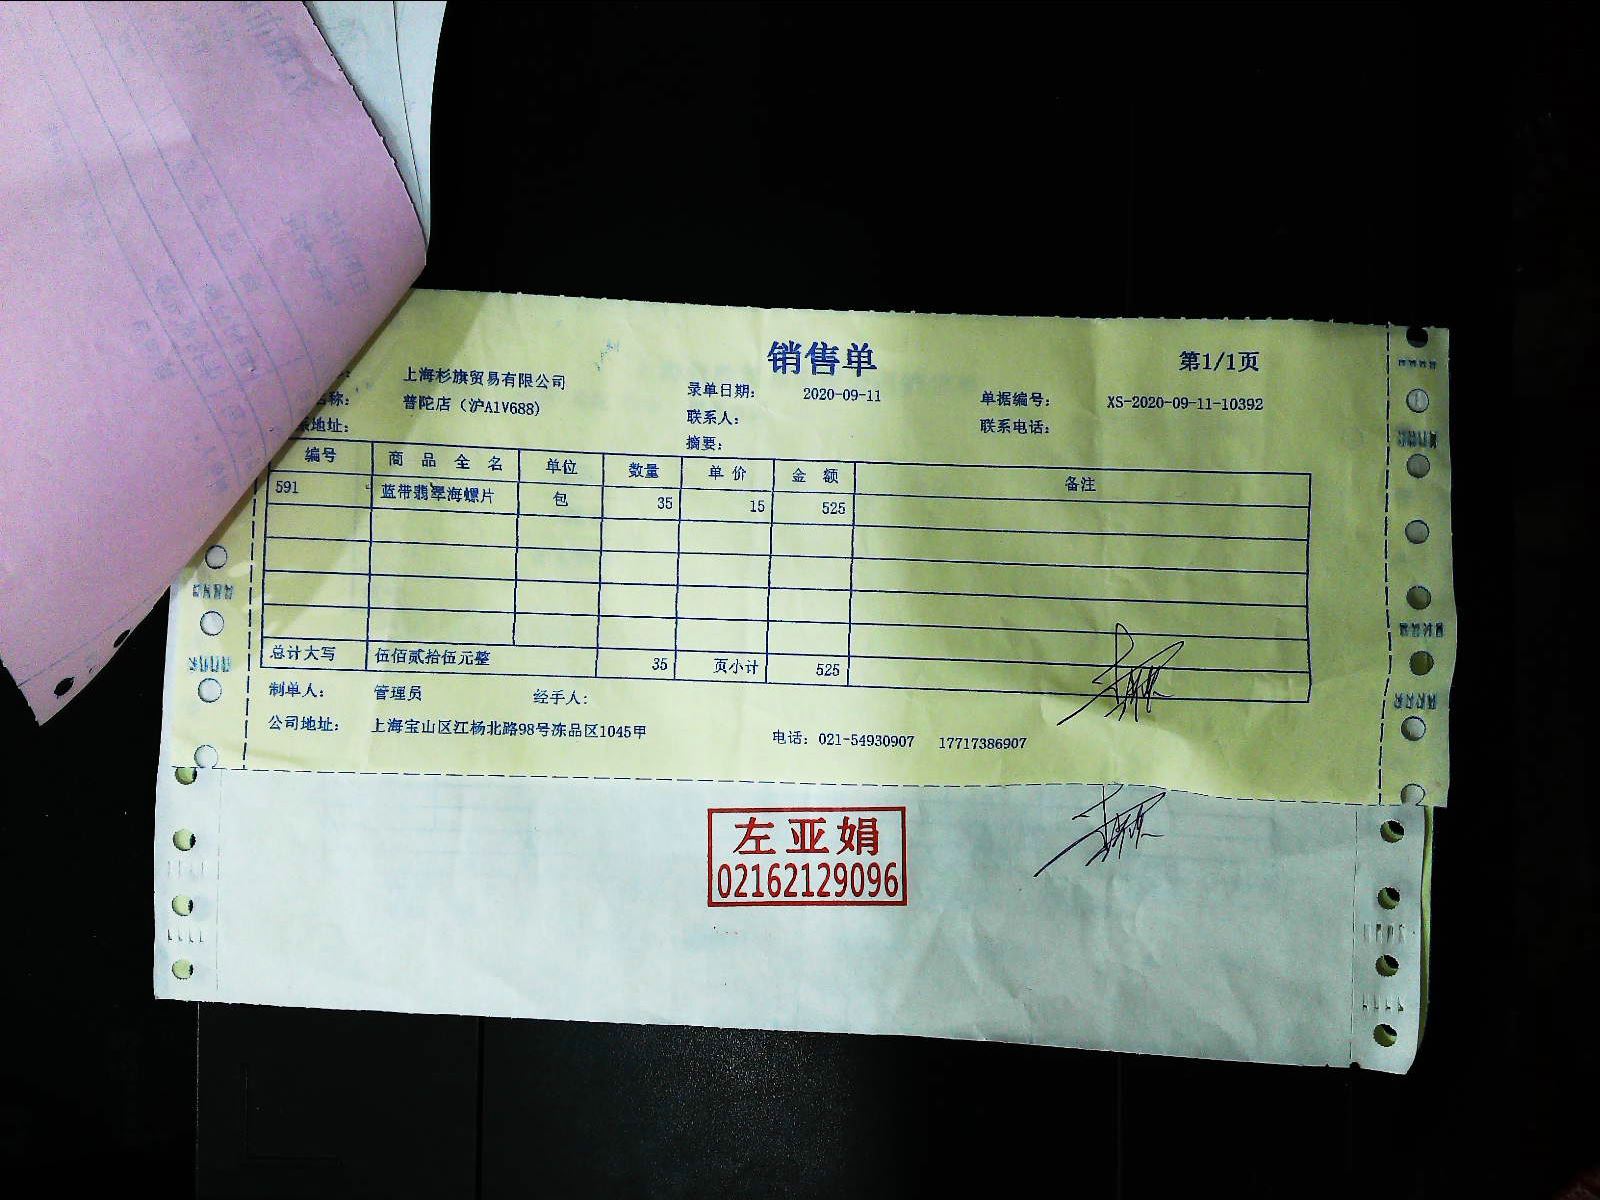 销售单
第1/1页
上海杉旗贸易有限公司
录单日期： 2020-09-11
单据编号： XS-2020-09-11-10392
名称： 普陀店（沪A1V688）
联系人：
联系电话：
地址：
摘要：
编号 商品全名 单位 数量 单价 金额 备注
591 蓝带翡翠海螺片 包 35 15 525
总计大写 伍佰贰拾伍元整 35 页小计 525
制单人： 管理员 经手人：
公司地址： 上海宝山区江杨北路98号冻品区1045甲
电话：021-54930907 17717386907
左亚娟
02162129096